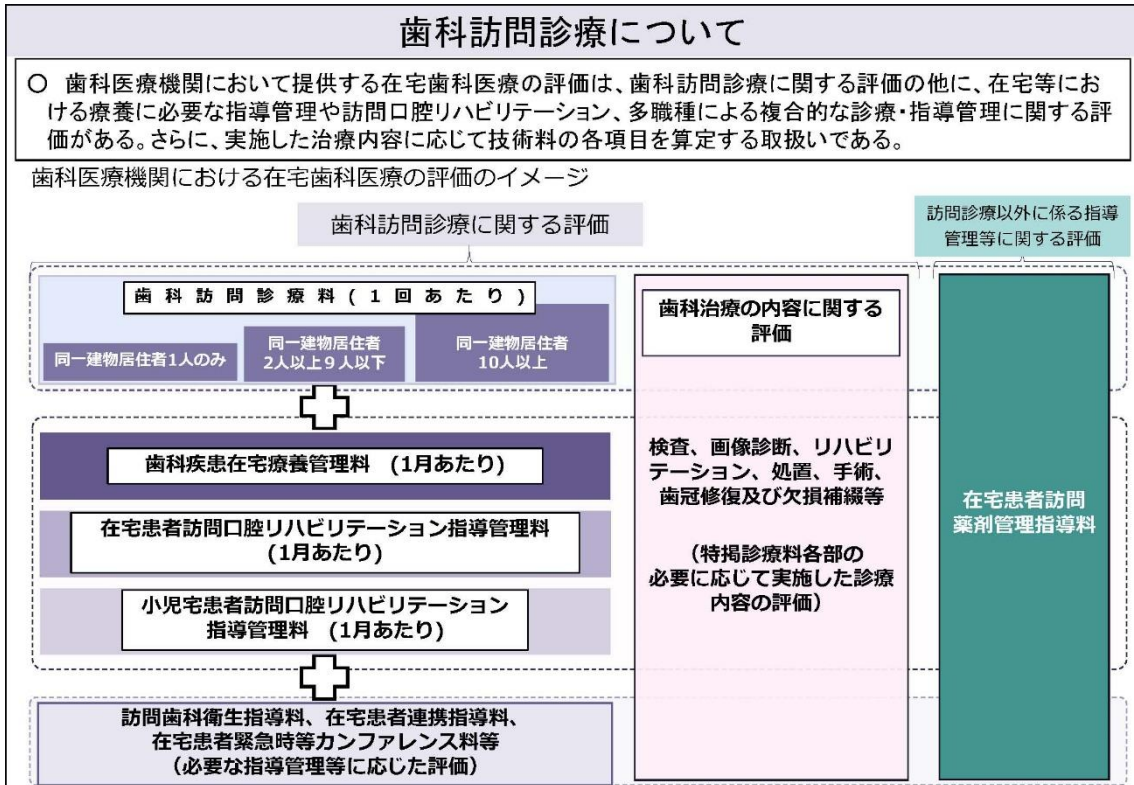 歯科訪問診療について
○ 歯科医療機関において提供する在宅歯科医療の評価は、歯科訪問診療に関する評価の他に、在宅等にお
ける療養に必要な指導管理や訪問口腔リハビリテーション、多職種による複合的な診療・指導管理に関する評
価がある。さらに、実施した治療内容に応じて技術料の各項目を算定する取扱いである。
歯科医療機関における在宅歯科医療の評価のイメージ
歯科訪問診療に関する評価
訪問診療以外に係る指導
管理等に関する評価
歯科訪問診療料(1回あたり)
同一建物居住者1人のみ
同一建物居住者
2人以上9人以下
同一建物居住者
10人以上
歯科疾患在宅療養管理料 (1月あたり)
在宅患者訪問口腔リハビリテーション指導管理料
(1月あたり)
小児宅患者訪問口腔リハビリテーション
指導管理料 (1月あたり)
訪問歯科衛生指導料、在宅患者連携指導料、
在宅患者緊急時等カンファレンス料等
(必要な指導管理等に応じた評価)
歯科治療の内容に関する
評価
検査、画像診断、リハビリ
テーション、処置、手術、
歯冠修復及び欠損補綴等
(特掲診療料各部の
必要に応じて実施した診療
内容の評価)
在宅患者訪問
薬剤管理指導料